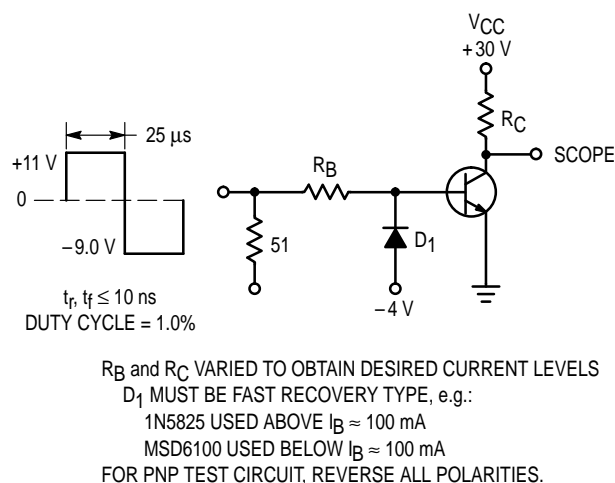 VCC
+30 V
25 μs
RC
+11 V
SCOPE
RB
0
51
D1
−9.0 V
−4 V
tr, tf ≤ 10 ns
DUTY CYCLE = 1.0%
RB and RC VARIED TO OBTAIN DESIRED CURRENT LEVELS
D1 MUST BE FAST RECOVERY TYPE, e.g.:
1N5825 USED ABOVE IB ≈ 100 mA
MSD6100 USED BELOW IB ≈ 100 mA
FOR PNP TEST CIRCUIT, REVERSE ALL POLARITIES.